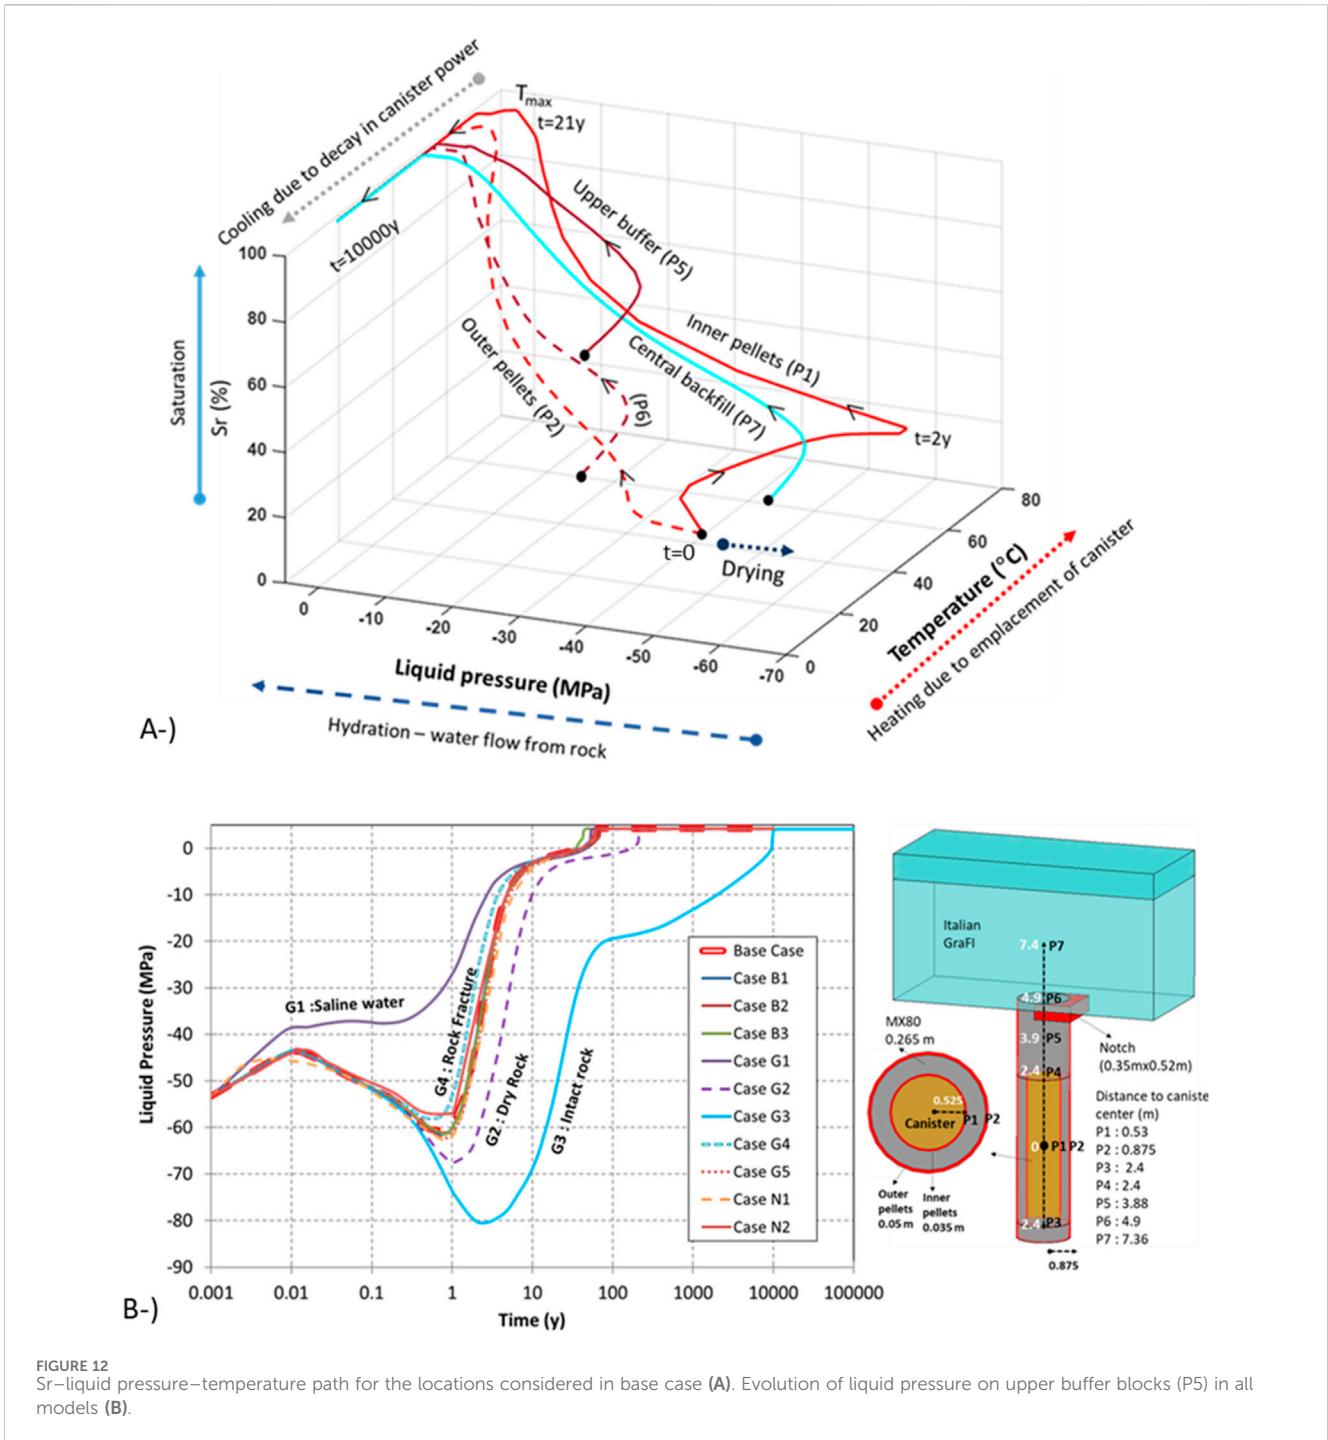 Cooling due to decay in canister power
Tmax
t=21y
t=10000y
Upper buffer (P5)
Inner pellets (P1)
Central backfill (P7)
Outer pellets (P2)
(P6)
t=2y
t=0
Drying
Saturation
Sr (%)
100
80
60
40
20
0
0
-10
-20
-30
-40
-50
-60
-70
Liquid pressure (MPa)
0
20
40
60
80
Temperature (°C)
Heating due to emplacement of canister
Hydration – water flow from rock
A-)
Liquid Pressure (MPa)
0
-10
-20
-30
-40
-50
-60
-70
-80
-90
0.001
0.01
0.1
1
10
100
1000
10000
100000
Time (y)
G1 :Saline water
G4 : Rock Fracture
G2: Dry Rock
G3 : Intact rock
Base Case
Case B1
Case B2
Case B3
Case G1
Case G2
Case G3
Case G4
Case G5
Case N1
Case N2
B-)
Italian
GraFI
7.4 P7
4.9 P6
3.9 P5
2.4 P4
0 P1 P2
2.4 P3
0.875
Notch
(0.35mx0.52m)
MX80
0.265 m
0.525
Canister
P1 P2
Outer
pellets
0.05 m
Inner
pellets
0.035 m
Distance to caniste
center (m)
P1 : 0.53
P2 : 0.875
P3 : 2.4
P4 : 2.4
P5 : 3.88
P6 : 4.9
P7 : 7.36
FIGURE 12
Sr–liquid pressure–temperature path for the locations considered in base case (A). Evolution of liquid pressure on upper buffer blocks (P5) in all
models (B).